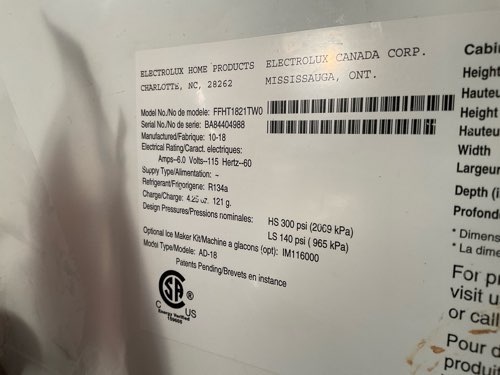 ELECTROLUX HOME PRODUCTS ELECTROLUX CANADA CORP.
CHARLOTTE, NC, 28262 MISSISSAUGA, ONT.
Model No./No de modele: FFHT1821TW0
Serial No./No de serie: BA84404988
Manufactured/Fabrique: 10-18
Electrical Rating/Caract. electriques:
Amps--6.0 Volts--115 Hertz--60
Supply Type/Alimentation: -
Refrigerant/Frigorigene: R134a
Charge/Charge: 4.25 oz. 121 g.
Design Pressures/Pressions nominales: HS 300 psi (2069 kPa)
LS 140 psi ( 965 kPa)
Optional Ice Maker Kit/Machine a glacons (opt): IM116000
Model Type/Modele: AD-18
Patents Pending/Brevets en instance
CSA ®
C US
Energy Verified
Cabi
Height
Hauteu
Height
Hauteu
Width
Largeur
Depth (i
Profond
* Dimens
* La dime
For pr
visit u
or call
Pour d
produi